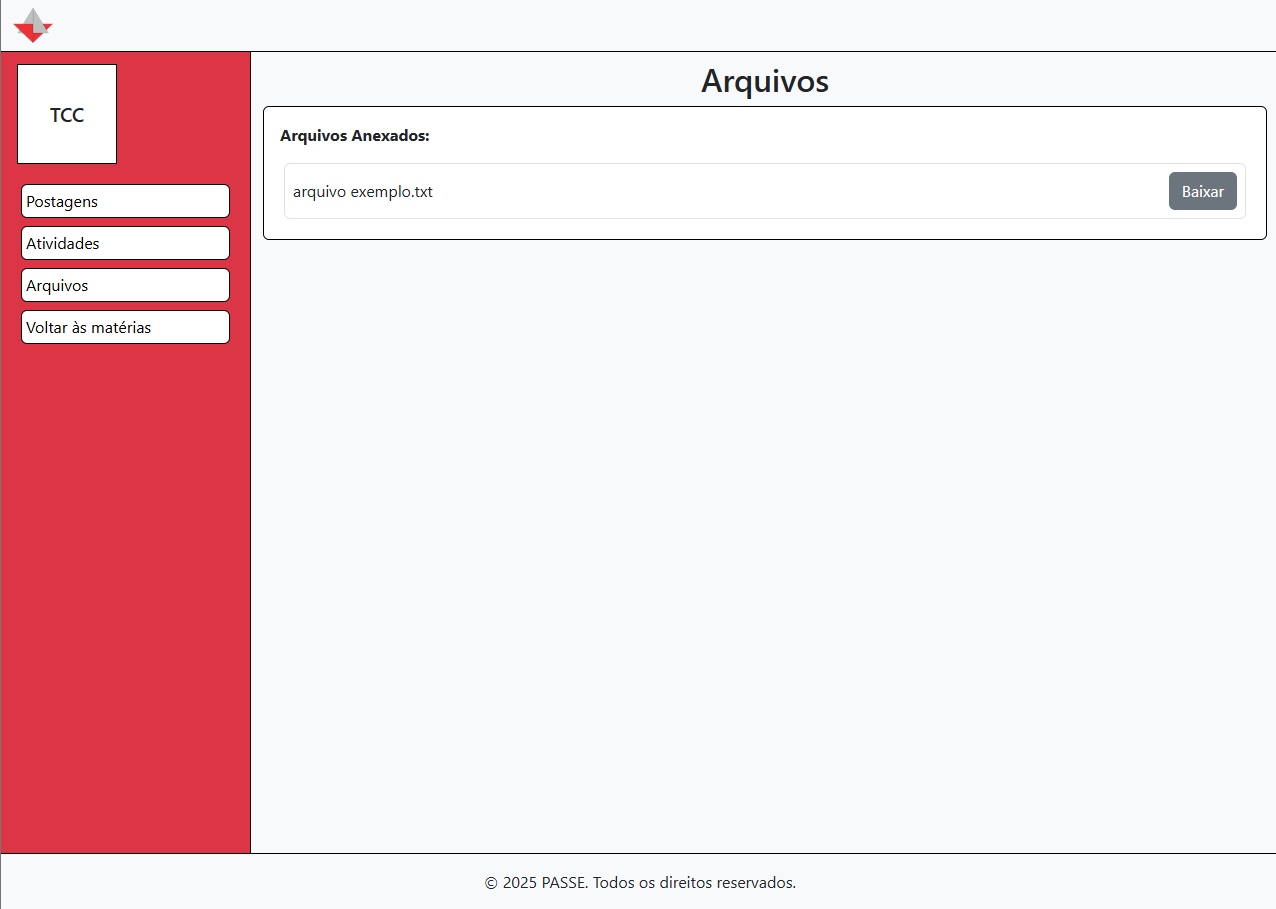 TCC
Postagens
Atividades
Arquivos
Voltar às matérias
Arquivos
Arquivos Anexados:
arquivo exemplo.txt
Baixar
© 2025 PASSE. Todos os direitos reservados.